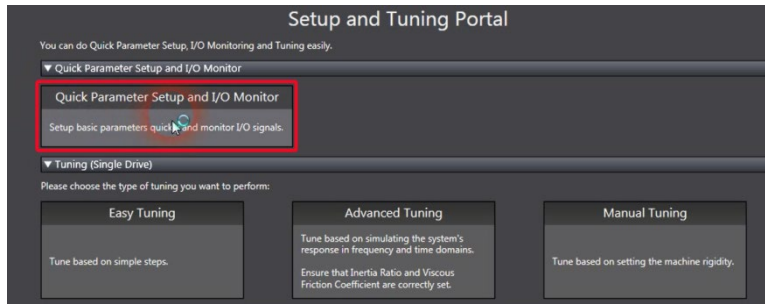 Setup and Tuning Portal
You can do Quick Parameter Setup, I/O Monitoring and Tuning easily.
▼ Quick Parameter Setup and I/O Monitor
Quick Parameter Setup and I/O Monitor
Setup basic parameters quickly and monitor I/O signals.
▼ Tuning (Single Drive)
Please choose the type of tuning you want to perform:
Easy Tuning
Tune based on simple steps.
Advanced Tuning
Tune based on simulating the system's
response in frequency and time domains.
Ensure that Inertia Ratio and Viscous
Friction Coefficient are correctly set.
Manual Tuning
Tune based on setting the machine rigidity.